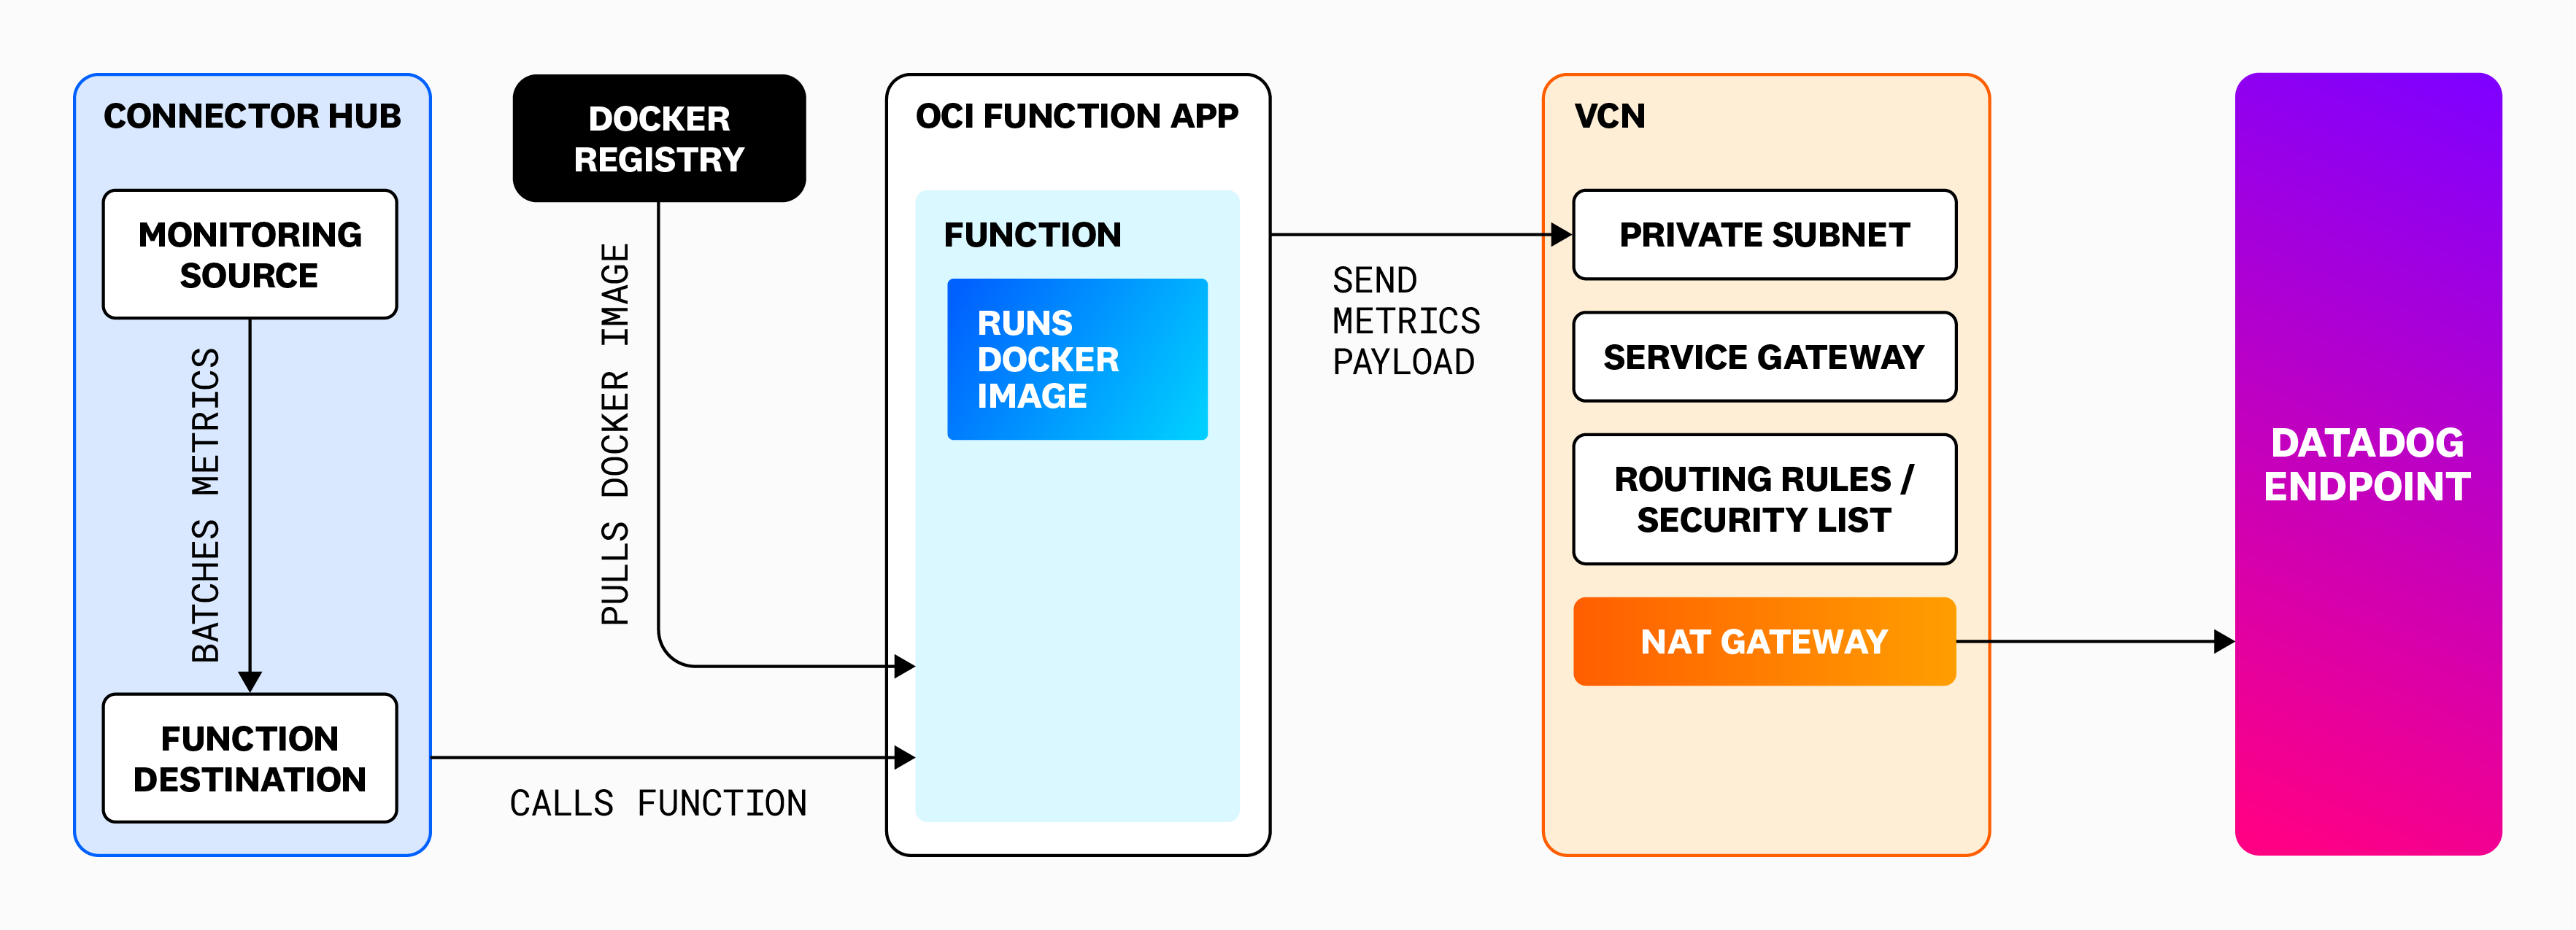 CONNECTOR HUB
MONITORING
SOURCE
BATCHES METRICS
FUNCTION
DESTINATION
DOCKER
REGISTRY
PULLS DOCKER IMAGE
CALLS FUNCTION
OCI FUNCTION APP
FUNCTION
RUNS
DOCKER
IMAGE
SEND
METRICS
PAYLOAD
VCN
PRIVATE SUBNET
SERVICE GATEWAY
ROUTING RULES /
SECURITY LIST
NAT GATEWAY
DATADOG
ENDPOINT